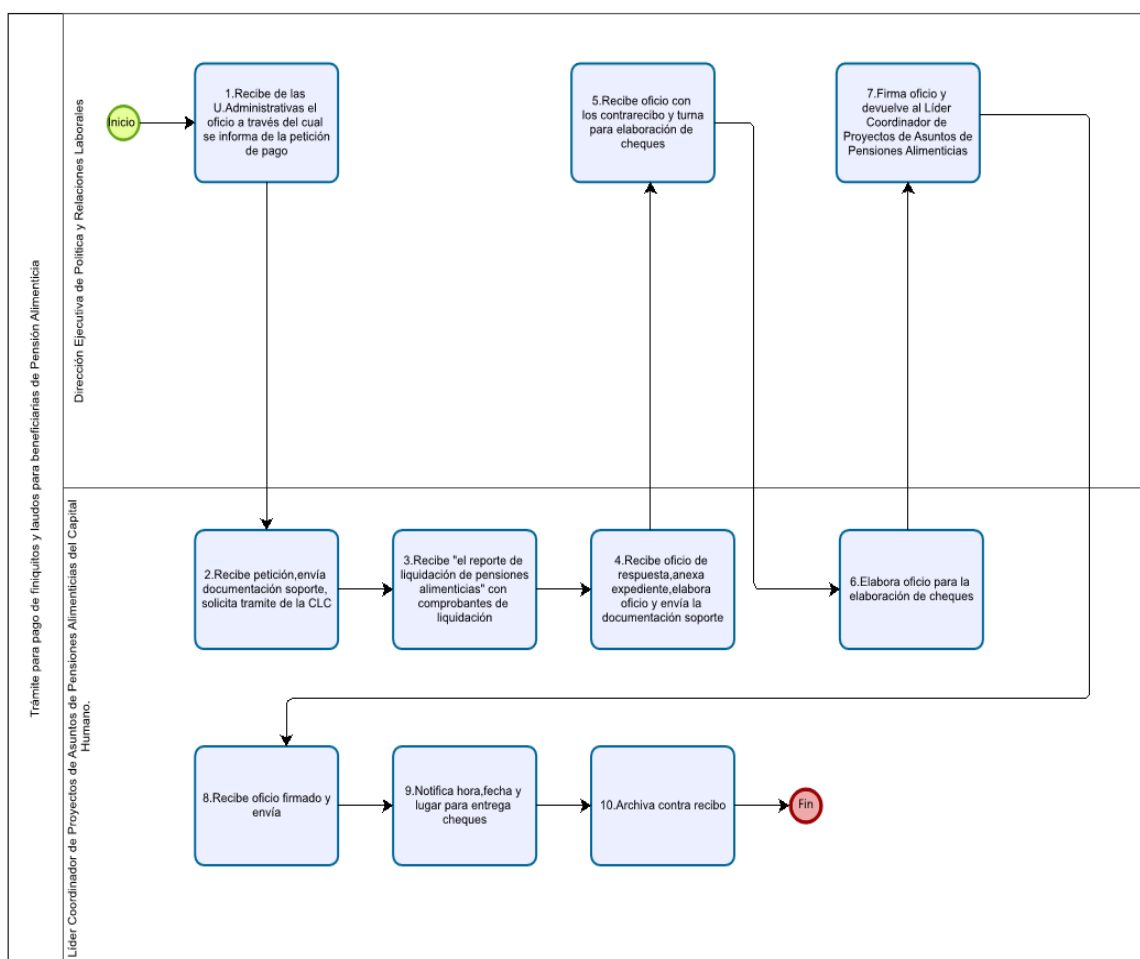 Trámite para pago de finiquitos y laudos para beneficiarias de Pensión Alimenticia
Dirección Ejecutiva de Política y Relaciones Laborales
Inicio
1.Recibe de las
U.Administrativas el
oficio a través del cual
se informa de la petición
de pago
5.Recibe oficio con
los contrarecibo y turna
para elaboración de
cheques
7.Firma oficio y
devuelve al Líder
Coordinador de
Proyectos de Asuntos de
Pensiones Alimenticias
Líder Coordinador de Proyectos de Asuntos de Pensiones Alimenticias del Capital
Humano.
2.Recibe petición,envía
documentación soporte,
solicita tramite de la CLC
3.Recibe "el reporte de
liquidación de pensiones
alimenticias" con
comprobantes de
liquidación
4.Recibe oficio de
respuesta,anexa
expediente,elabora
oficio y envía la
documentación soporte
6.Elabora oficio para la
elaboración de cheques
8.Recibe oficio firmado y
envía
9.Notifica hora,fecha y
lugar para entrega
cheques
10.Archiva contra recibo
Fin